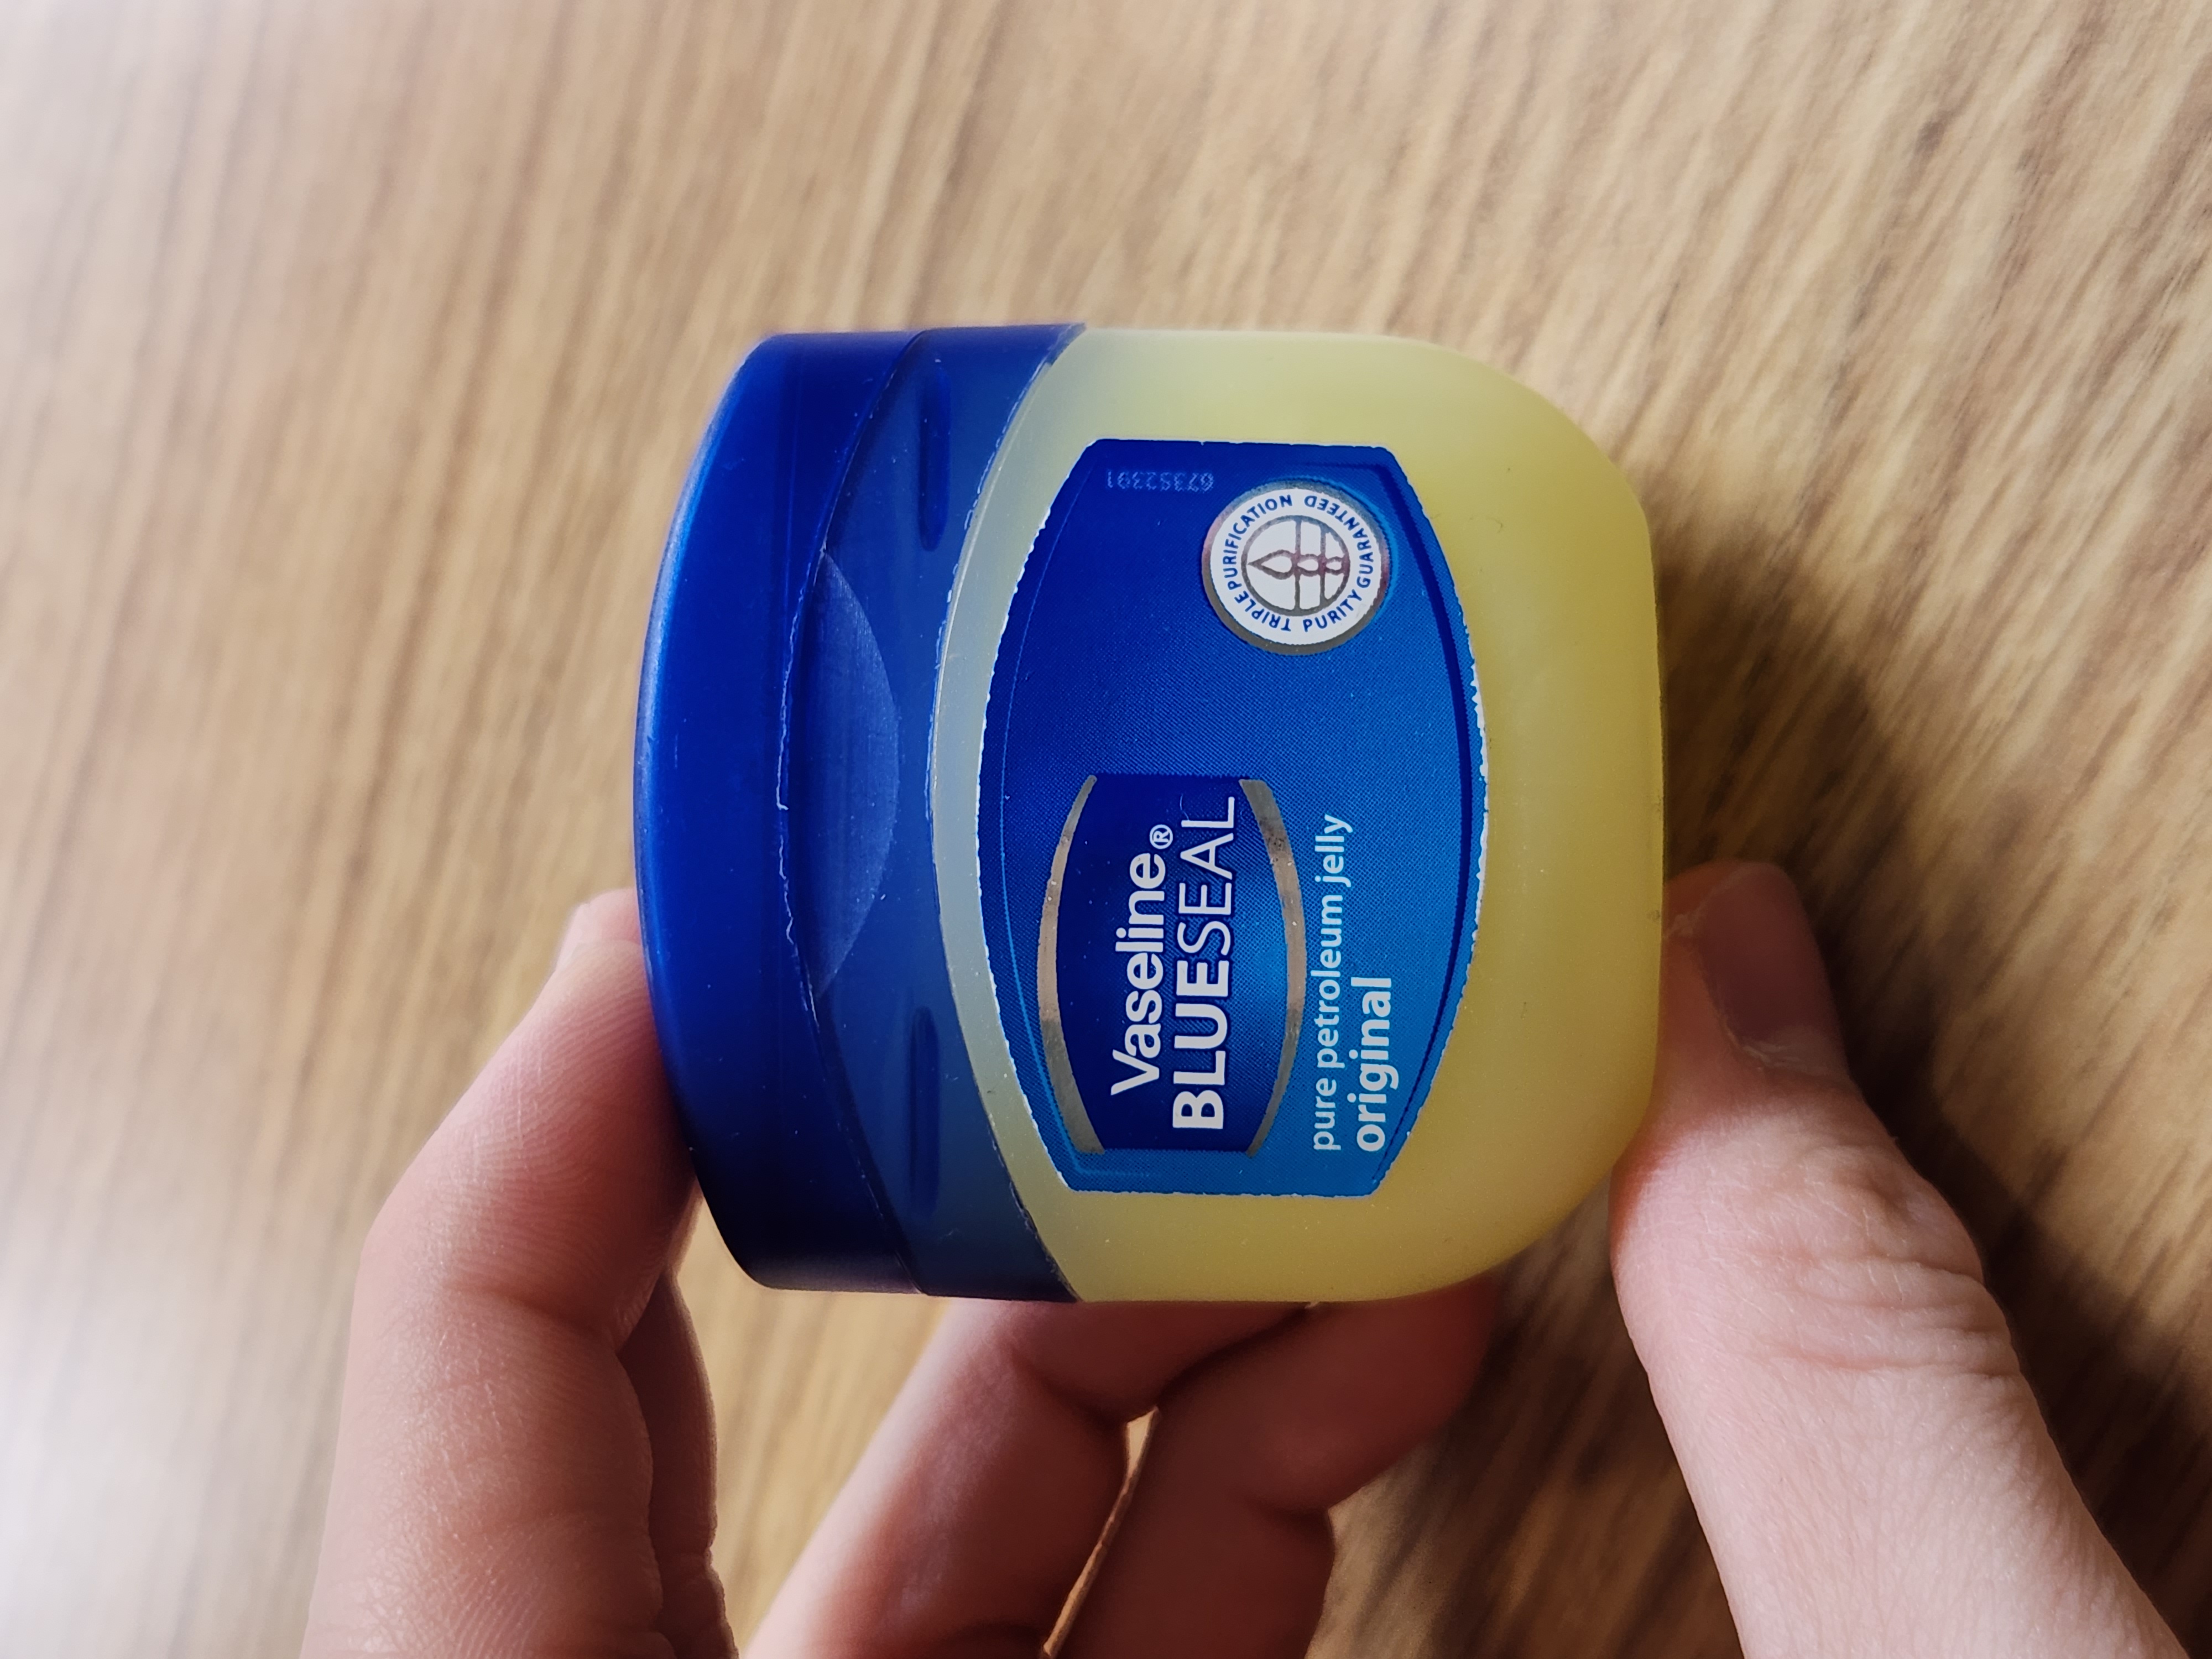 Vaseline®
BLUESEAL
pure petroleum jelly
original
TRIPLE PURIFICATION
PURITY GUARANTEED
67352391